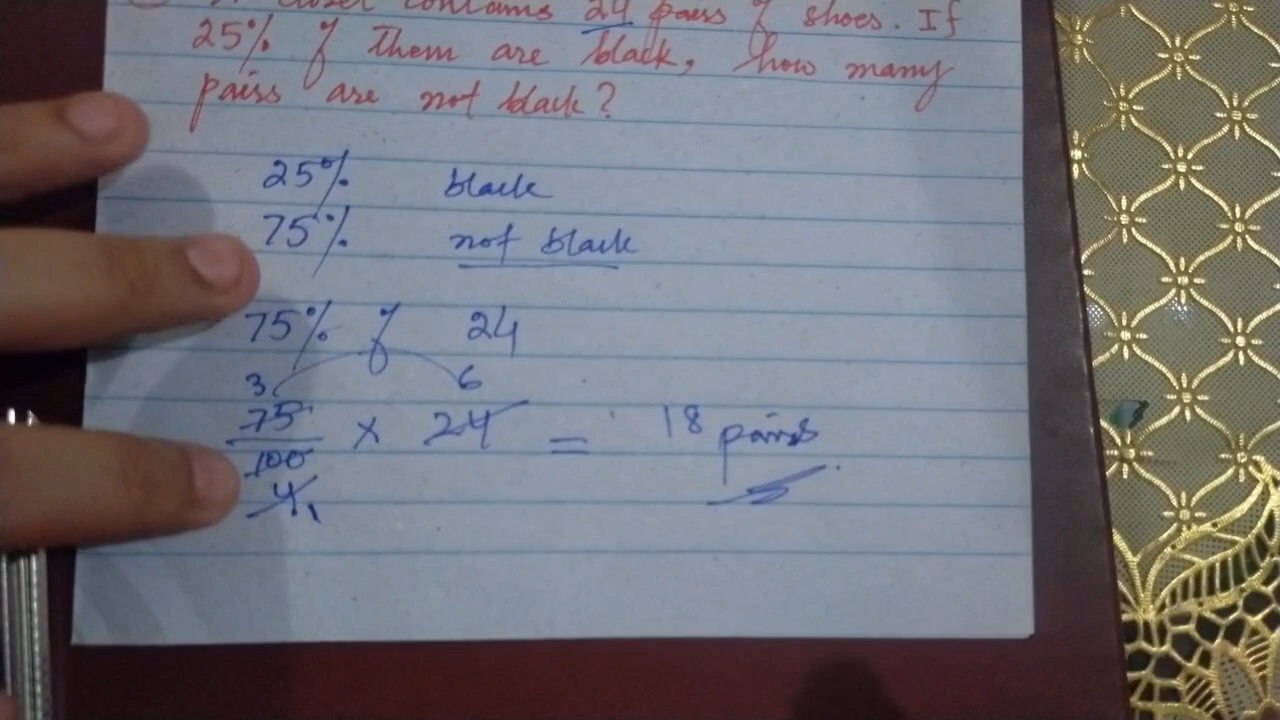 closet contains 24 pairs of shoes. If
25% of them are black, how many
pairs are not black?
25% black
75% not black
75% of 24
3 6
75 × 24 = 18 pairs
100
4 1